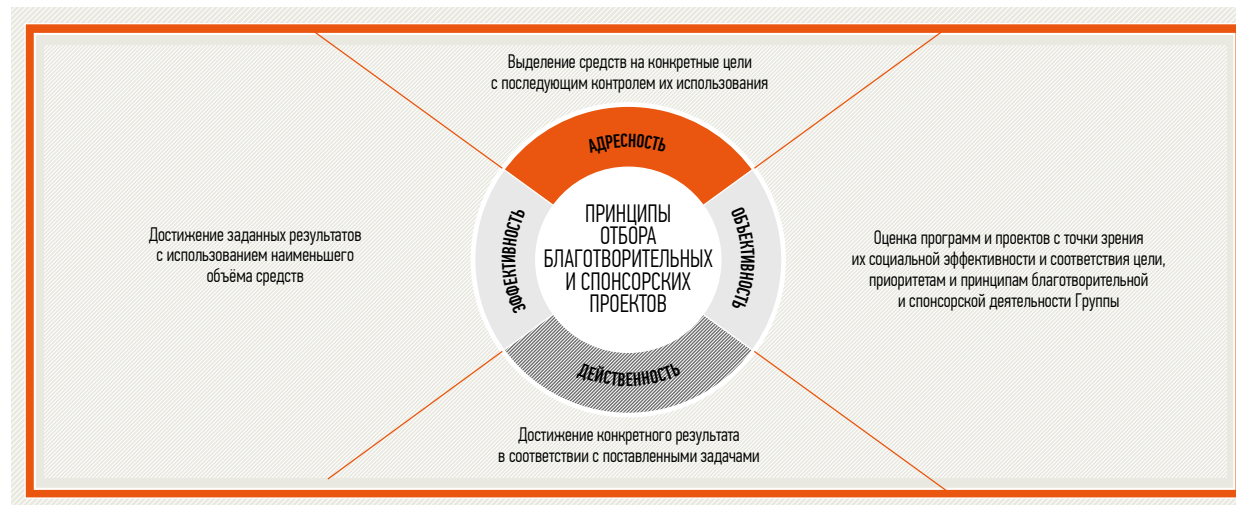 Выделение средств на конкретные цели
с последующим контролем их использования
АДРЕСНОСТЬ
Достижение заданных результатов
с использованием наименьшего
объёма средств
ЭФФЕКТИВНОСТЬ
ПРИНЦИПЫ
ОТБОРА
БЛАГОТВОРИТЕЛЬНЫХ
И СПОНСОРСКИХ
ПРОЕКТОВ
ОБЪЕКТИВНОСТЬ
Оценка программ и проектов с точки зрения
их социальной эффективности и соответствия цели,
приоритетам и принципам благотворительной
и спонсорской деятельности Группы
ДЕЙСТВЕННОСТЬ
Достижение конкретного результата
в соответствии с поставленными задачами